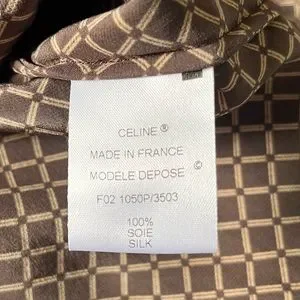 CELINE®
MADE IN FRANCE
MODELE DEPOSE ©
F02 1050P/3503
100%
SOIE
SILK